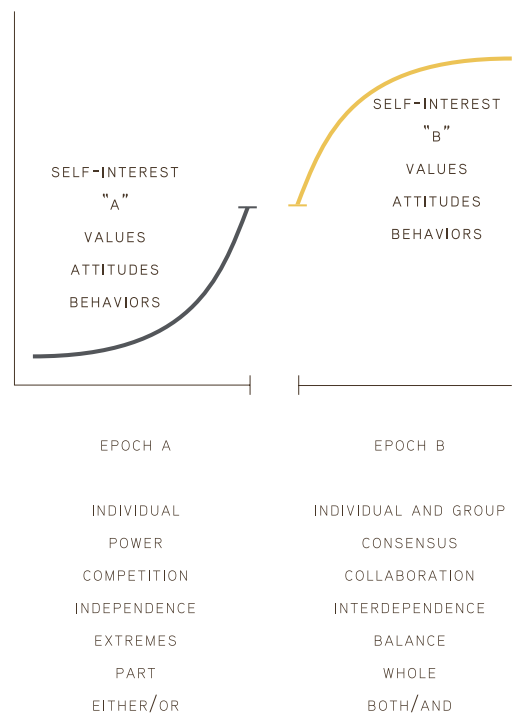 SELF-INTEREST
"A"
VALUES
ATTITUDES
BEHAVIORS
SELF-INTEREST
"B"
VALUES
ATTITUDES
BEHAVIORS
EPOCH A
INDIVIDUAL
POWER
COMPETITION
INDEPENDENCE
EXTREMES
PART
EITHER/OR
EPOCH B
INDIVIDUAL AND GROUP
CONSENSUS
COLLABORATION
INTERDEPENDENCE
BALANCE
WHOLE
BOTH/AND